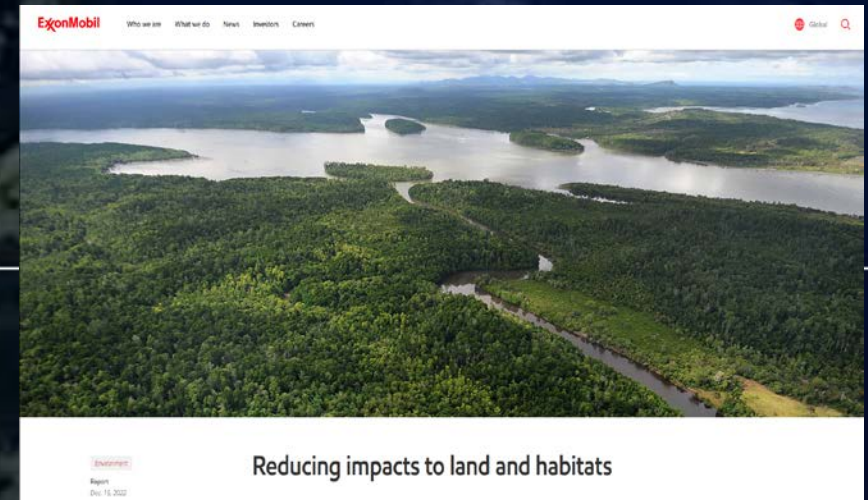 ExxonMobil Who we are What we do News Investors Careers Global
Environment
Report
Dec. 15, 2022
Reducing impacts to land and habitats